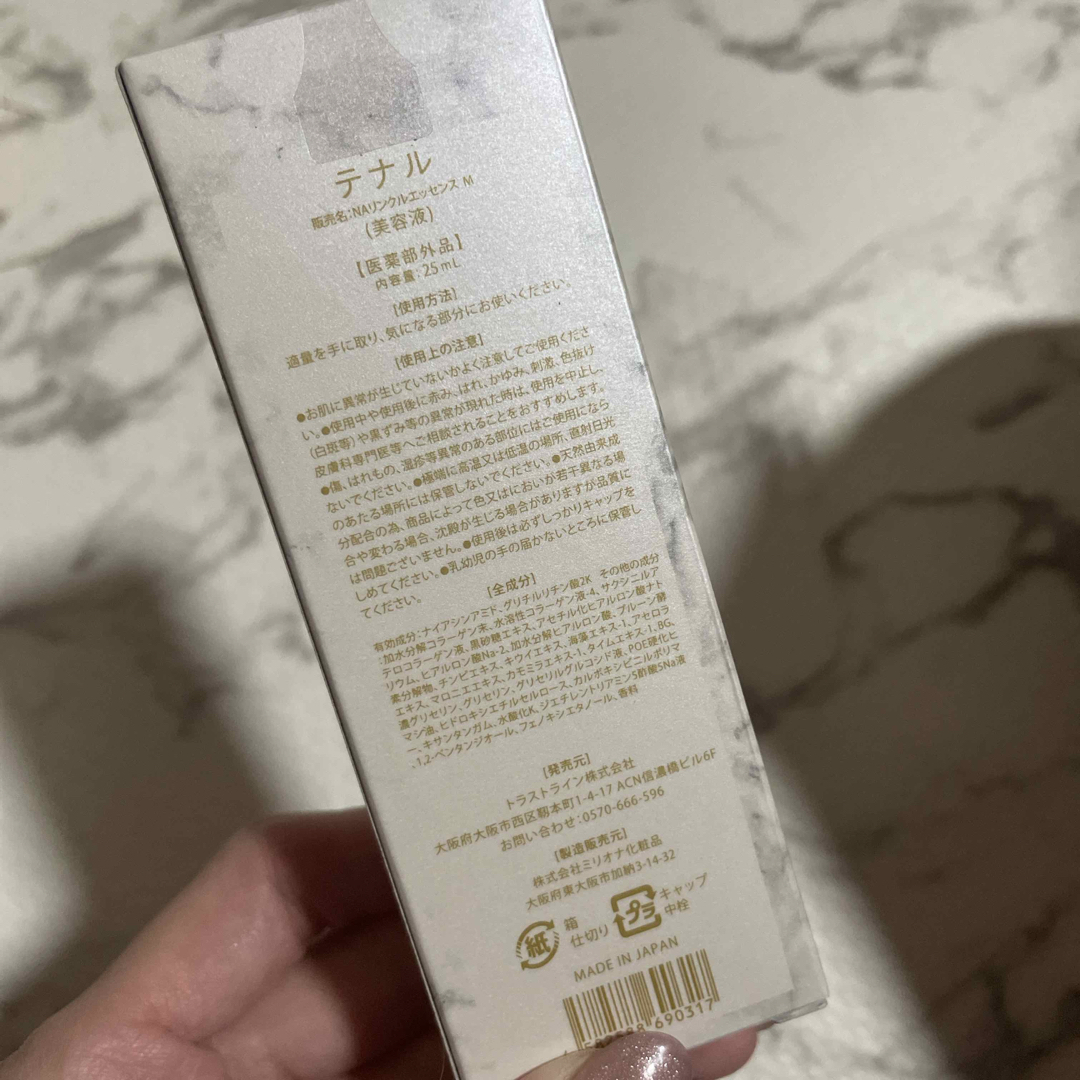 テナル
販売名:NAリンクルエッセンス M
(美容液)
【医薬部外品】
内容量:25mL
[使用方法]
適量を手に取り、気になる部分にお使いください。
[使用上の注意]
●お肌に異常が生じていないかよく注意してご使用くださ
い。●使用中や使用後に赤み、はれ、かゆみ、刺激、色抜け
(白斑等)や黒ずみ等の異常が現れた時は、使用を中止し、
皮膚科専門医等へご相談されることをおすすめします。
●傷、はれもの、湿疹等異常のある部位にはご使用になら
ないでください。●極端に高温又は低温の場所、直射日光
のあたる場所には保管しないでください。●天然由来成
分配合の為、商品によって色又はにおいが若干異なる場
合や変わる場合、沈殿が生じる場合がありますが品質に
は問題ございません。●使用後は必ずしっかりキャップを
しめてください。●乳幼児の手の届かないところに保管し
てください。
[全成分]
有効成分:ナイアシンアミド、グリチルリチン酸2K その他の成分
:加水分解コラーゲン末、水溶性コラーゲン液-4、サクシニルア
テロコラーゲン液、黒砂糖エキス、アセチル化ヒアルロン酸ナト
リウム、ヒアルロン酸Na-2、加水分解ヒアルロン酸、プルーン酵
素分解物、チンピエキス、キウイエキス、海藻エキス-1、アセロラ
エキス、マロニエエキス、カモミラエキス-1、タイムエキス-1、BG、
濃グリセリン、グリセリン、グリセリルグルコシド液、POE硬化ヒ
マシ油、ヒドロキシエチルセルロース、カルボキシビニルポリマ
ー、キサンタンガム、水酸化K、ジエチレントリアミン5酢酸5Na液
、1,2-ペンタンジオール、フェノキシエタノール、香料
[発売元]
トラストライン株式会社
大阪府大阪市西区靱本町1-4-17 ACN信濃橋ビル6F
お問い合わせ:0570-666-596
[製造販売元]
株式会社ミリオナ化粧品
大阪府東大阪市加納3-14-32
紙 箱 仕切り プラ キャップ 中栓
MADE IN JAPAN
690317